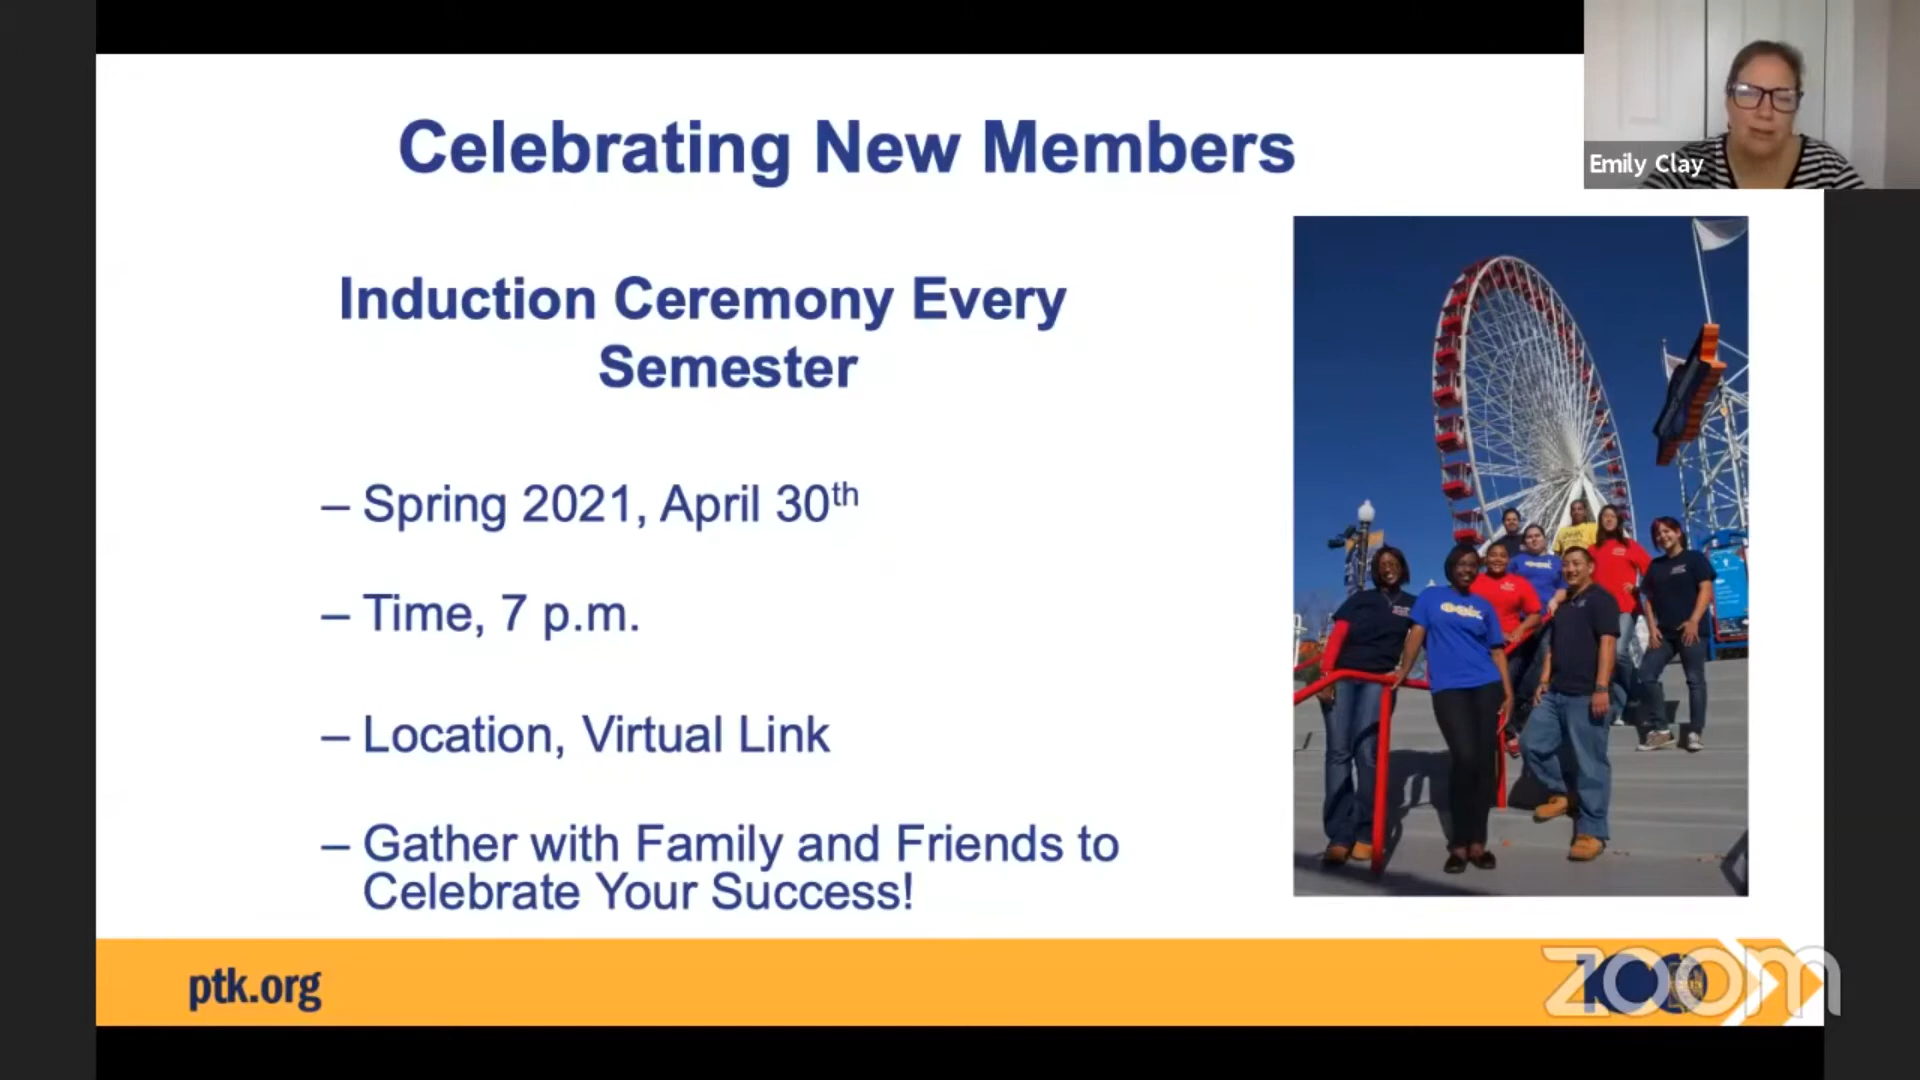 Celebrating New Members
Emily Clay
Induction Ceremony Every
Semester
– Spring 2021, April 30th
– Time, 7 p.m.
– Location, Virtual Link
– Gather with Family and Friends to
Celebrate Your Success!
ptk.org
zoom